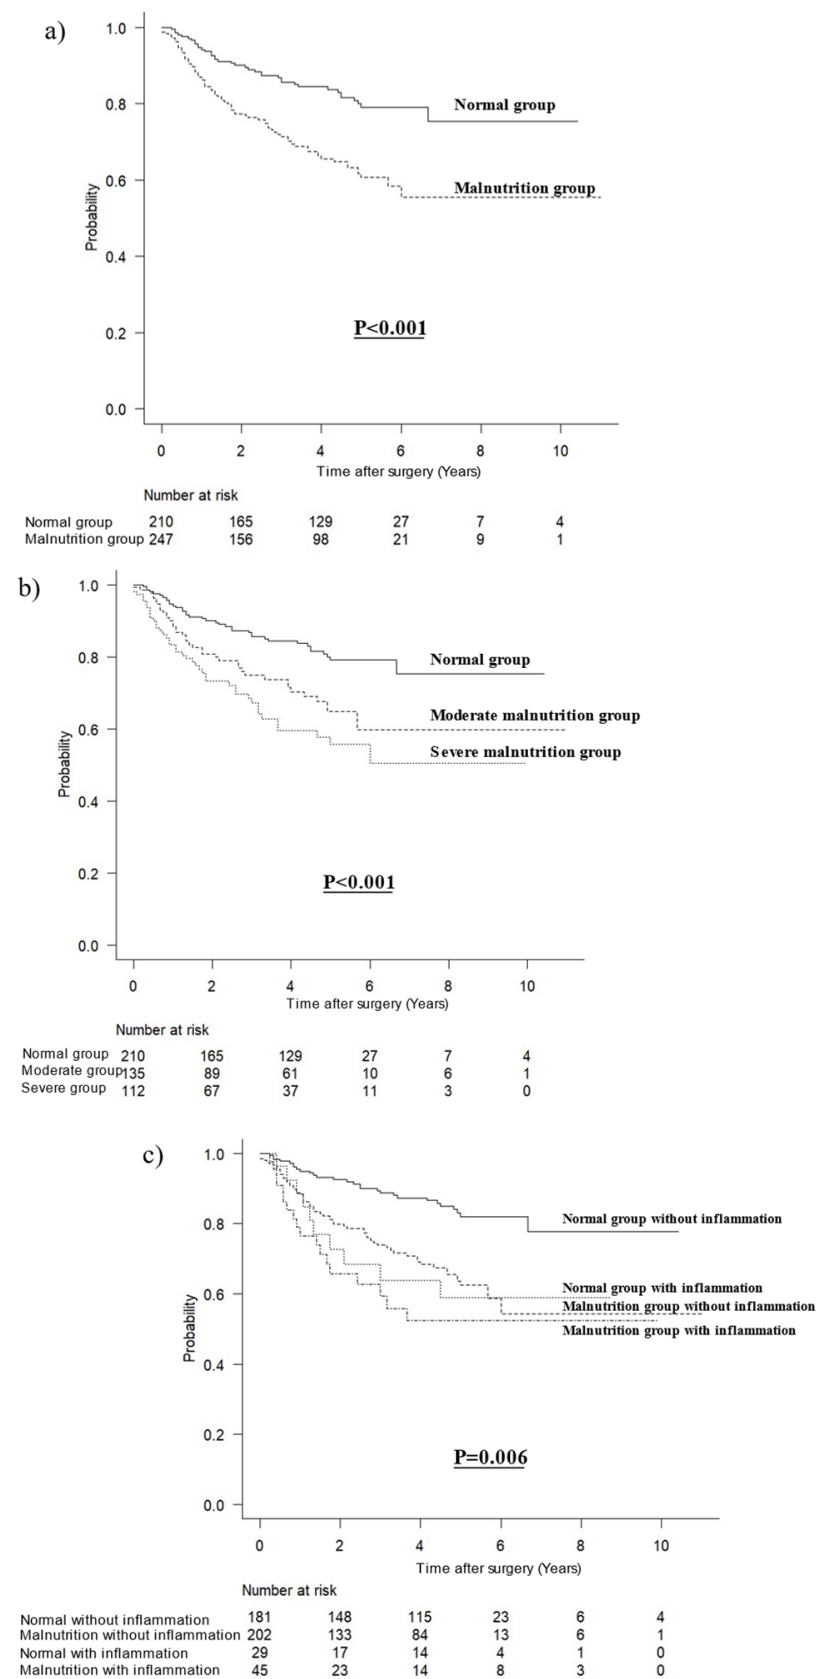 a)
1.0
0.8
0.6
0.4
0.2
0.0
Probability
Normal group
Malnutrition group
P<0.001
0 2 4 6 8 10
Time after surgery (Years)
Number at risk
Normal group 210 165 129 27 7 4
Malnutrition group 247 156 98 21 9 1
b)
1.0
0.8
0.6
0.4
0.2
0.0
Probability
Normal group
Moderate malnutrition group
Severe malnutrition group
P<0.001
0 2 4 6 8 10
Time after surgery (Years)
Number at risk
Normal group 210 165 129 27 7 4
Moderate group 135 89 61 10 6 1
Severe group 112 67 37 11 3 0
c)
1.0
0.8
0.6
0.4
0.2
0.0
Probability
Normal group without inflammation
Normal group with inflammation
Malnutrition group without inflammation
Malnutrition group with inflammation
P=0.006
0 2 4 6 8 10
Time after surgery (Years)
Number at risk
Normal without inflammation 181 148 115 23 6 4
Malnutrition without inflammation 202 133 84 13 6 1
Normal with inflammation 29 17 14 4 1 0
Malnutrition with inflammation 45 23 14 8 3 0